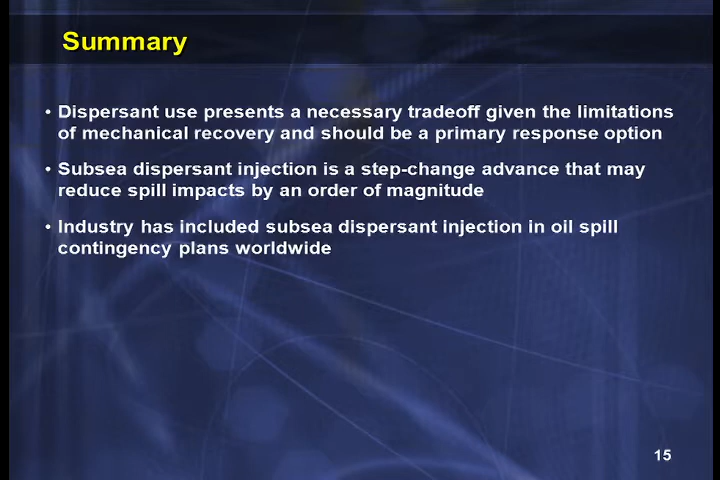 Summary
• Dispersant use presents a necessary tradeoff given the limitations
of mechanical recovery and should be a primary response option
• Subsea dispersant injection is a step-change advance that may
reduce spill impacts by an order of magnitude
• Industry has included subsea dispersant injection in oil spill
contingency plans worldwide
15